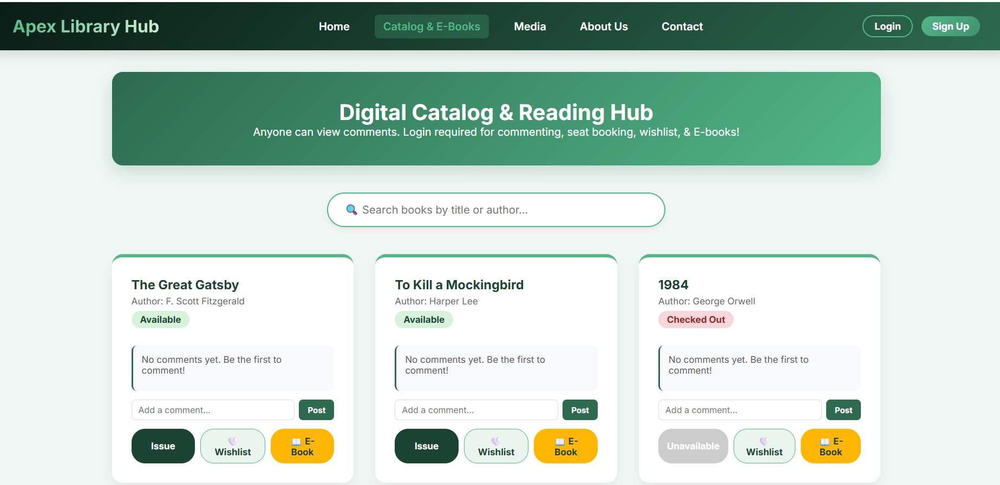 Apex Library Hub
Home
Catalog & E-Books
Media
About Us
Contact
Login
Sign Up
Digital Catalog & Reading Hub
Anyone can view comments. Login required for commenting, seat booking, wishlist, & E-books!
Search books by title or author...
The Great Gatsby
Author: F. Scott Fitzgerald
Available
No comments yet. Be the first to
comment!
Add a comment...
Post
Issue
Wishlist
E-
Book
To Kill a Mockingbird
Author: Harper Lee
Available
No comments yet. Be the first to
comment!
Add a comment...
Post
Issue
Wishlist
E-
Book
1984
Author: George Orwell
Checked Out
No comments yet. Be the first to
comment!
Add a comment...
Post
Unavailable
Wishlist
E-
Book